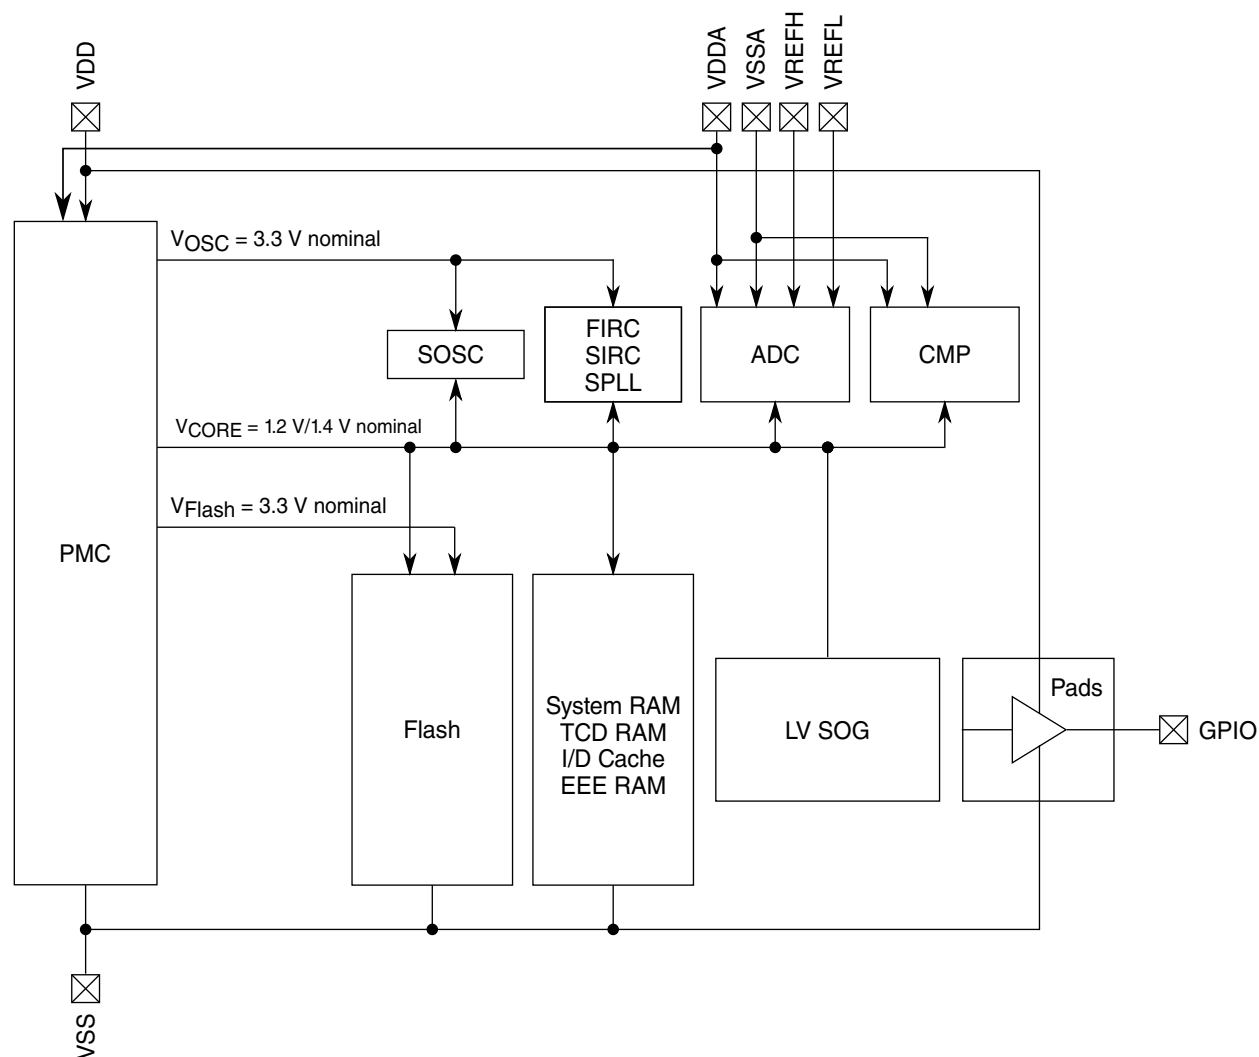 VDD
VDDA
VSSA
VREFH
VREFL
VOSC = 3.3 V nominal
SOSC
FIRC
SIRC
SPLL
ADC
CMP
VCORE = 1.2 V/1.4 V nominal
VFlash = 3.3 V nominal
PMC
Flash
System RAM
TCD RAM
I/D Cache
EEE RAM
LV SOG
Pads
GPIO
VSS